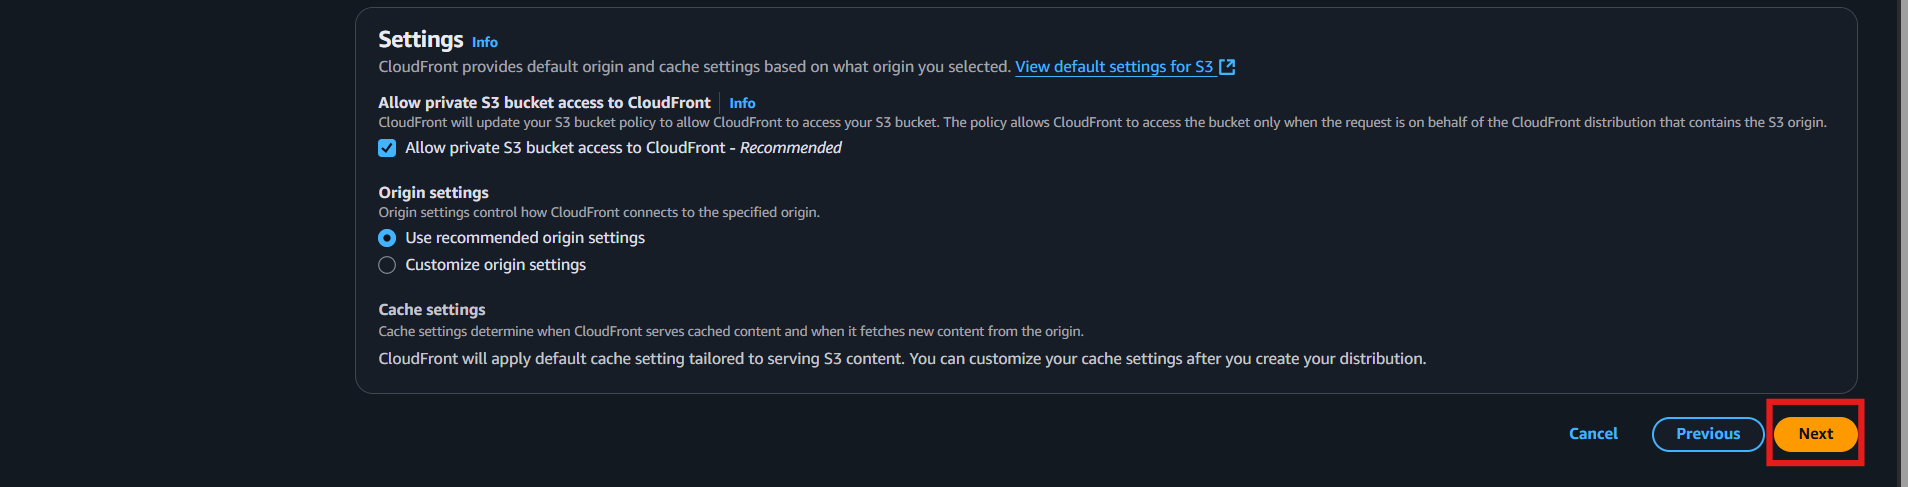 Settings Info
CloudFront provides default origin and cache settings based on what origin you selected. View default settings for S3
Allow private S3 bucket access to CloudFront Info
CloudFront will update your S3 bucket policy to allow CloudFront to access your S3 bucket. The policy allows CloudFront to access the bucket only when the request is on behalf of the CloudFront distribution that contains the S3 origin.
Allow private S3 bucket access to CloudFront - Recommended
Origin settings
Origin settings control how CloudFront connects to the specified origin.
Use recommended origin settings
Customize origin settings
Cache settings
Cache settings determine when CloudFront serves cached content and when it fetches new content from the origin.
CloudFront will apply default cache setting tailored to serving S3 content. You can customize your cache settings after you create your distribution.
Cancel Previous Next